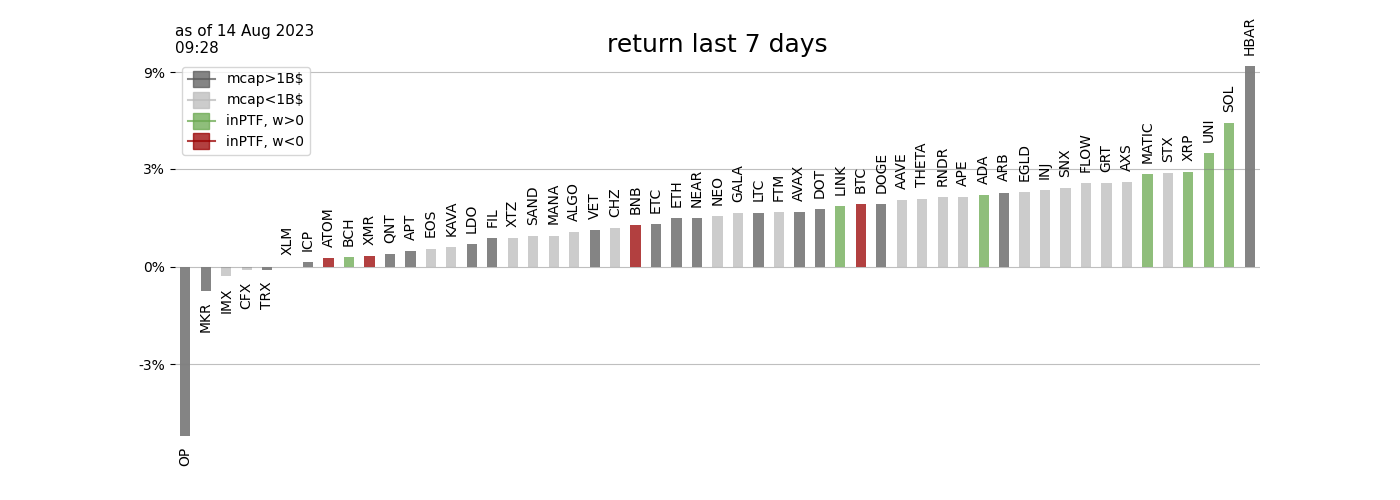 as of 14 Aug 2023
09:28
return last 7 days
9%
3%
0%
-3%
mcap>1B$
mcap<1B$
inPTF, w>0
inPTF, w<0
OP
MKR
IMX
CFX
TRX
XLM
ICP
ATOM
BCH
XMR
QNT
APT
EOS
KAVA
LDO
FIL
XTZ
SAND
MANA
ALGO
VET
CHZ
BNB
ETC
ETH
NEAR
NEO
GALA
LTC
FTM
AVAX
DOT
LINK
BTC
DOGE
AAVE
THETA
RNDR
APE
ADA
ARB
EGLD
INJ
SNX
FLOW
GRT
AXS
MATIC
STX
XRP
UNI
SOL
HBAR